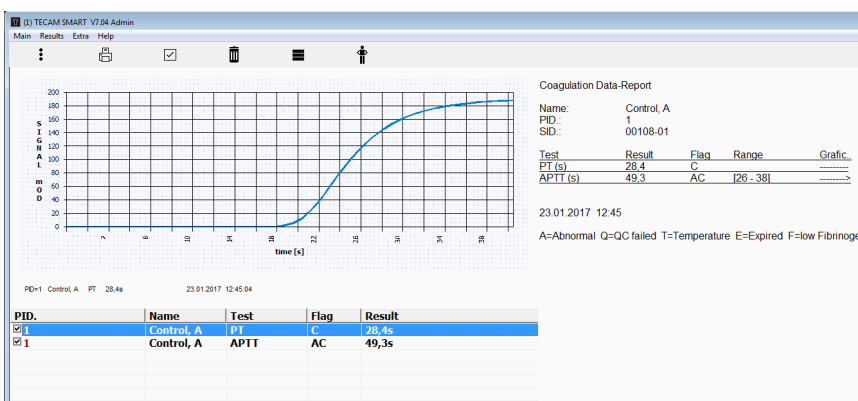 (1) TECAM SMART V7.04 Admin
Main Results Extra Help
SIGNAL mOD
200
180
160
140
120
100
80
60
40
20
0
2 6 10 14 18 22 26 30 34 38
time [s]
PID=1 Control, A PT 28,4s 23.01.2017 12:45:04
PID. Name Test Flag Result
1 Control, A PT C 28,4s
1 Control, A APTT AC 49,3s
Coagulation Data-Report
Name: Control, A
PID.: 1
SID.: 00108-01
Test Result Flag Range Grafic..
PT (s) 28,4 C ---------
APTT (s) 49,3 AC [26 - 38] -------->
23.01.2017 12:45
A=Abnormal Q=QC failed T=Temperature E=Expired F=low Fibrinoge